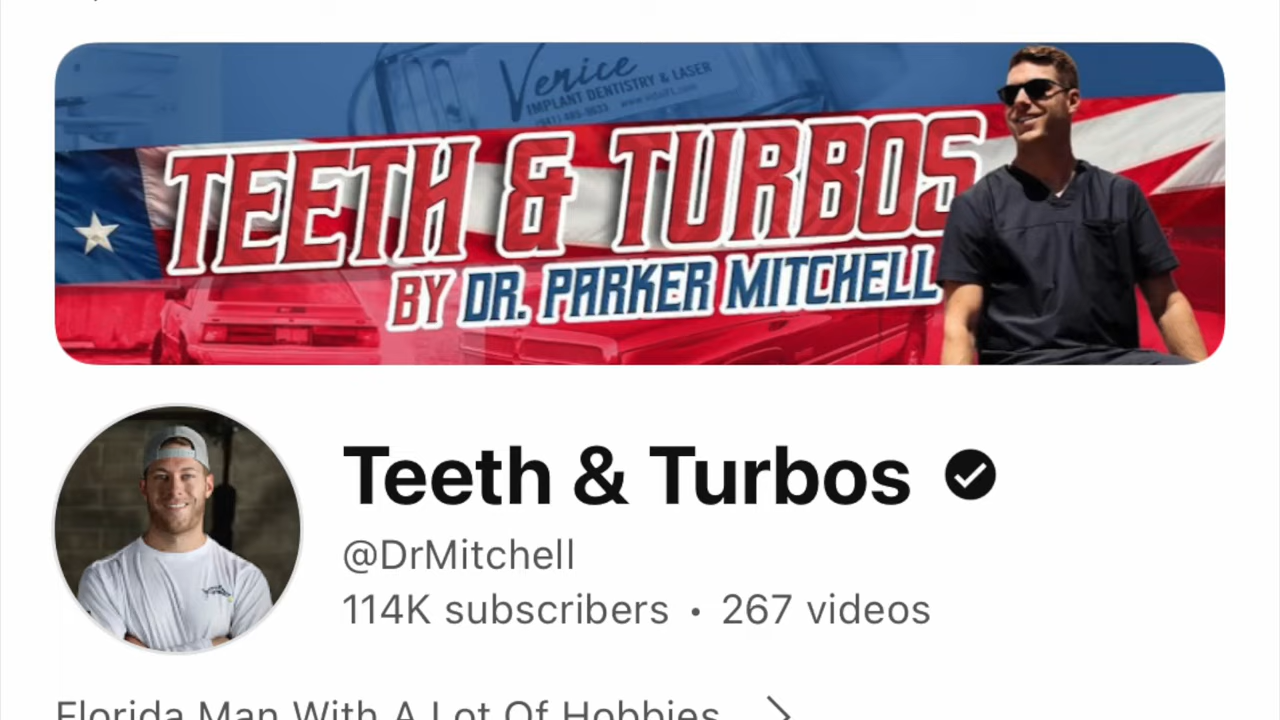 Venice
IMPLANT DENTISTRY & LASER
TEETH & TURBOS
BY DR. PARKER MITCHELL
Teeth & Turbos
@DrMitchell
114K subscribers • 267 videos
Florida Man With A Lot Of Hobbies